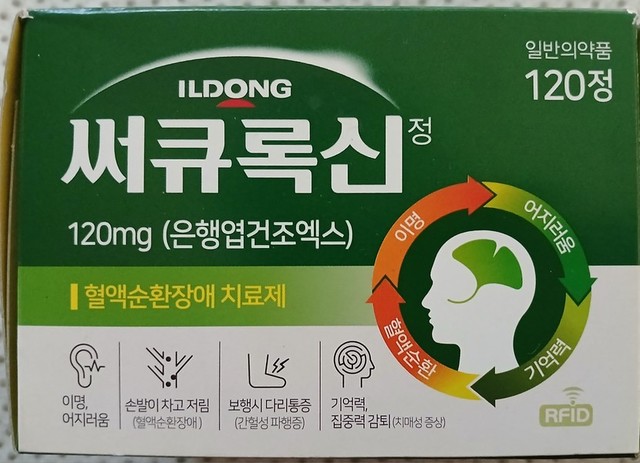 일반의약품
120정
ILDONG
써큐록신정
120mg (은행엽건조엑스)
혈액순환장애 치료제
이명
어지러움
기억력
혈액순환
이명,
어지러움
손발이 차고 저림
(혈액순환장애)
보행시 다리통증
(간헐성 파행증)
기억력,
집중력 감퇴(치매성 증상)
RFID